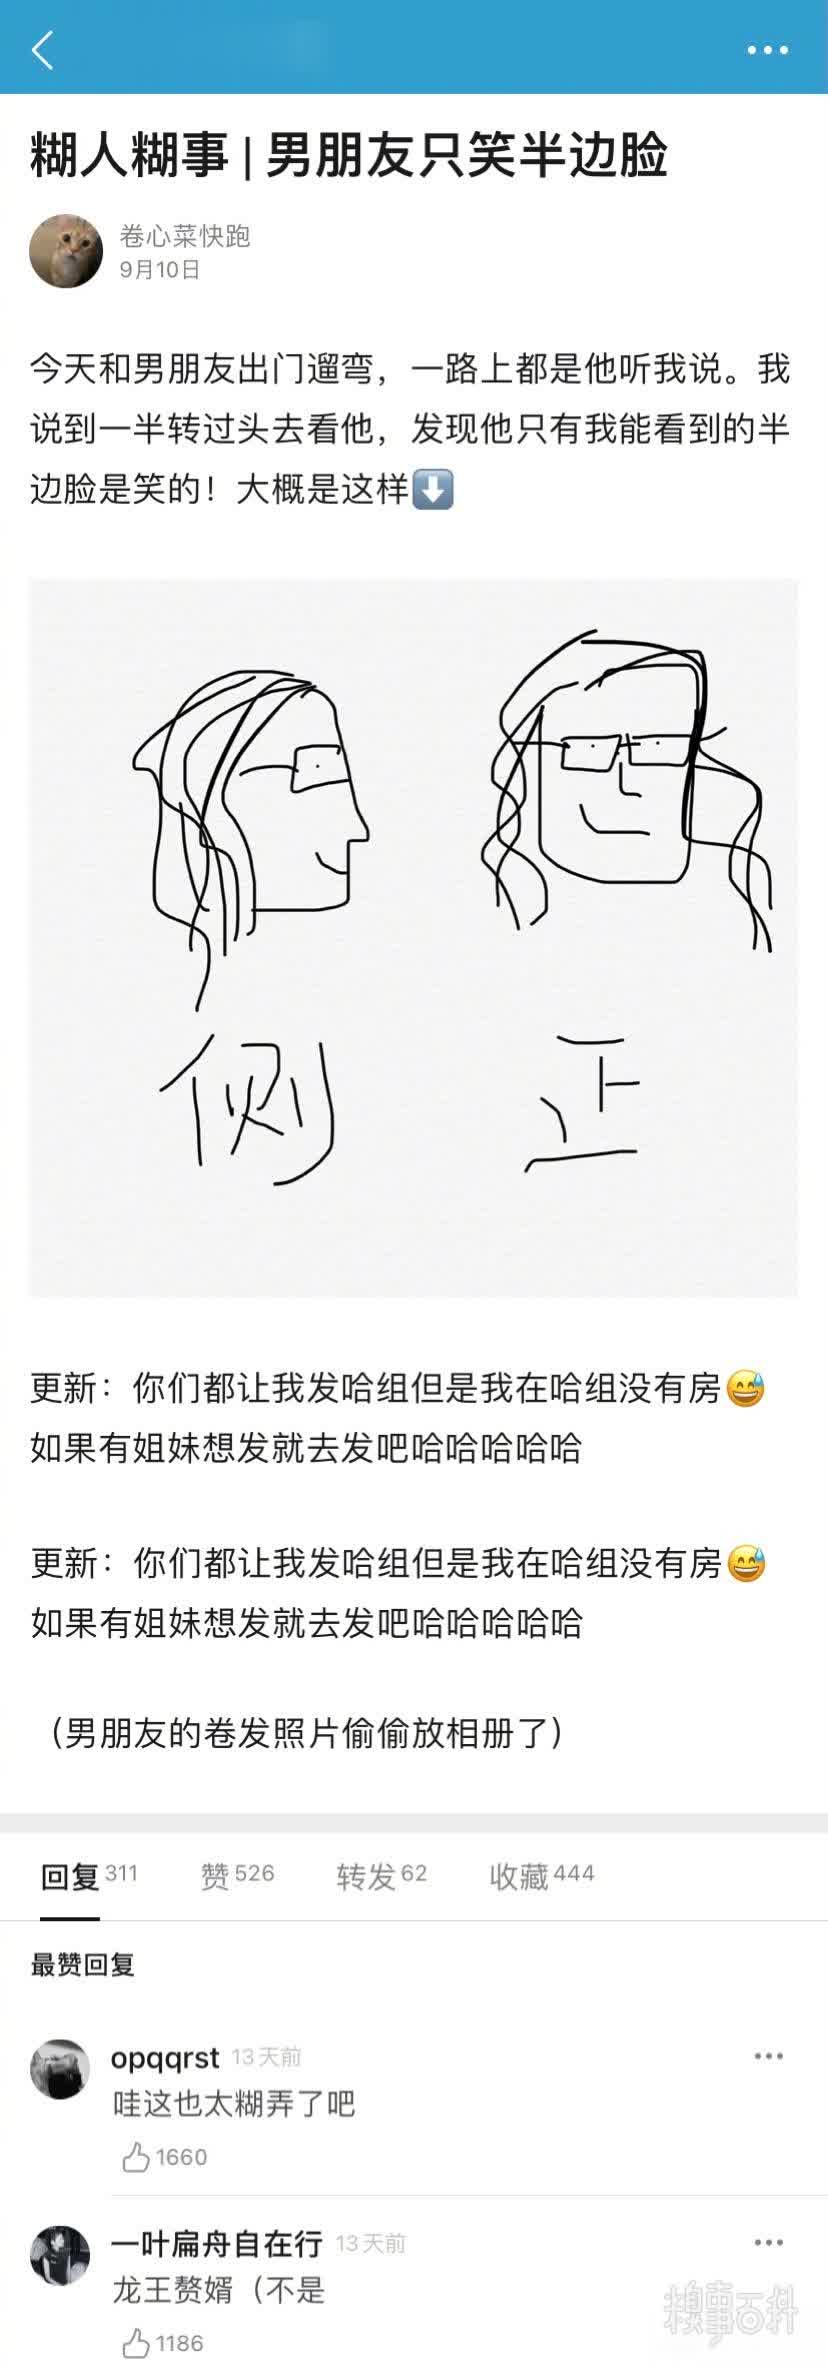 糊人糊事 | 男朋友只笑半边脸
卷心菜快跑
9月10日
今天和男朋友出门遛弯，一路上都是他听我说。我
说到一半转过头去看他，发现他只有我能看到的半
边脸是笑的！大概是这样⬇️
侧 正
更新：你们都让我发哈组但是我在哈组没有房😅
如果有姐妹想发就去发吧哈哈哈哈哈
更新：你们都让我发哈组但是我在哈组没有房😅
如果有姐妹想发就去发吧哈哈哈哈哈
（男朋友的卷发照片偷偷放相册了）
回复 311 赞 526 转发 62 收藏 444
最赞回复
opqqrst 13天前
哇这也太糊弄了吧
1660
一叶扁舟自在行 13天前
龙王赘婿（不是
1186
糗事百科